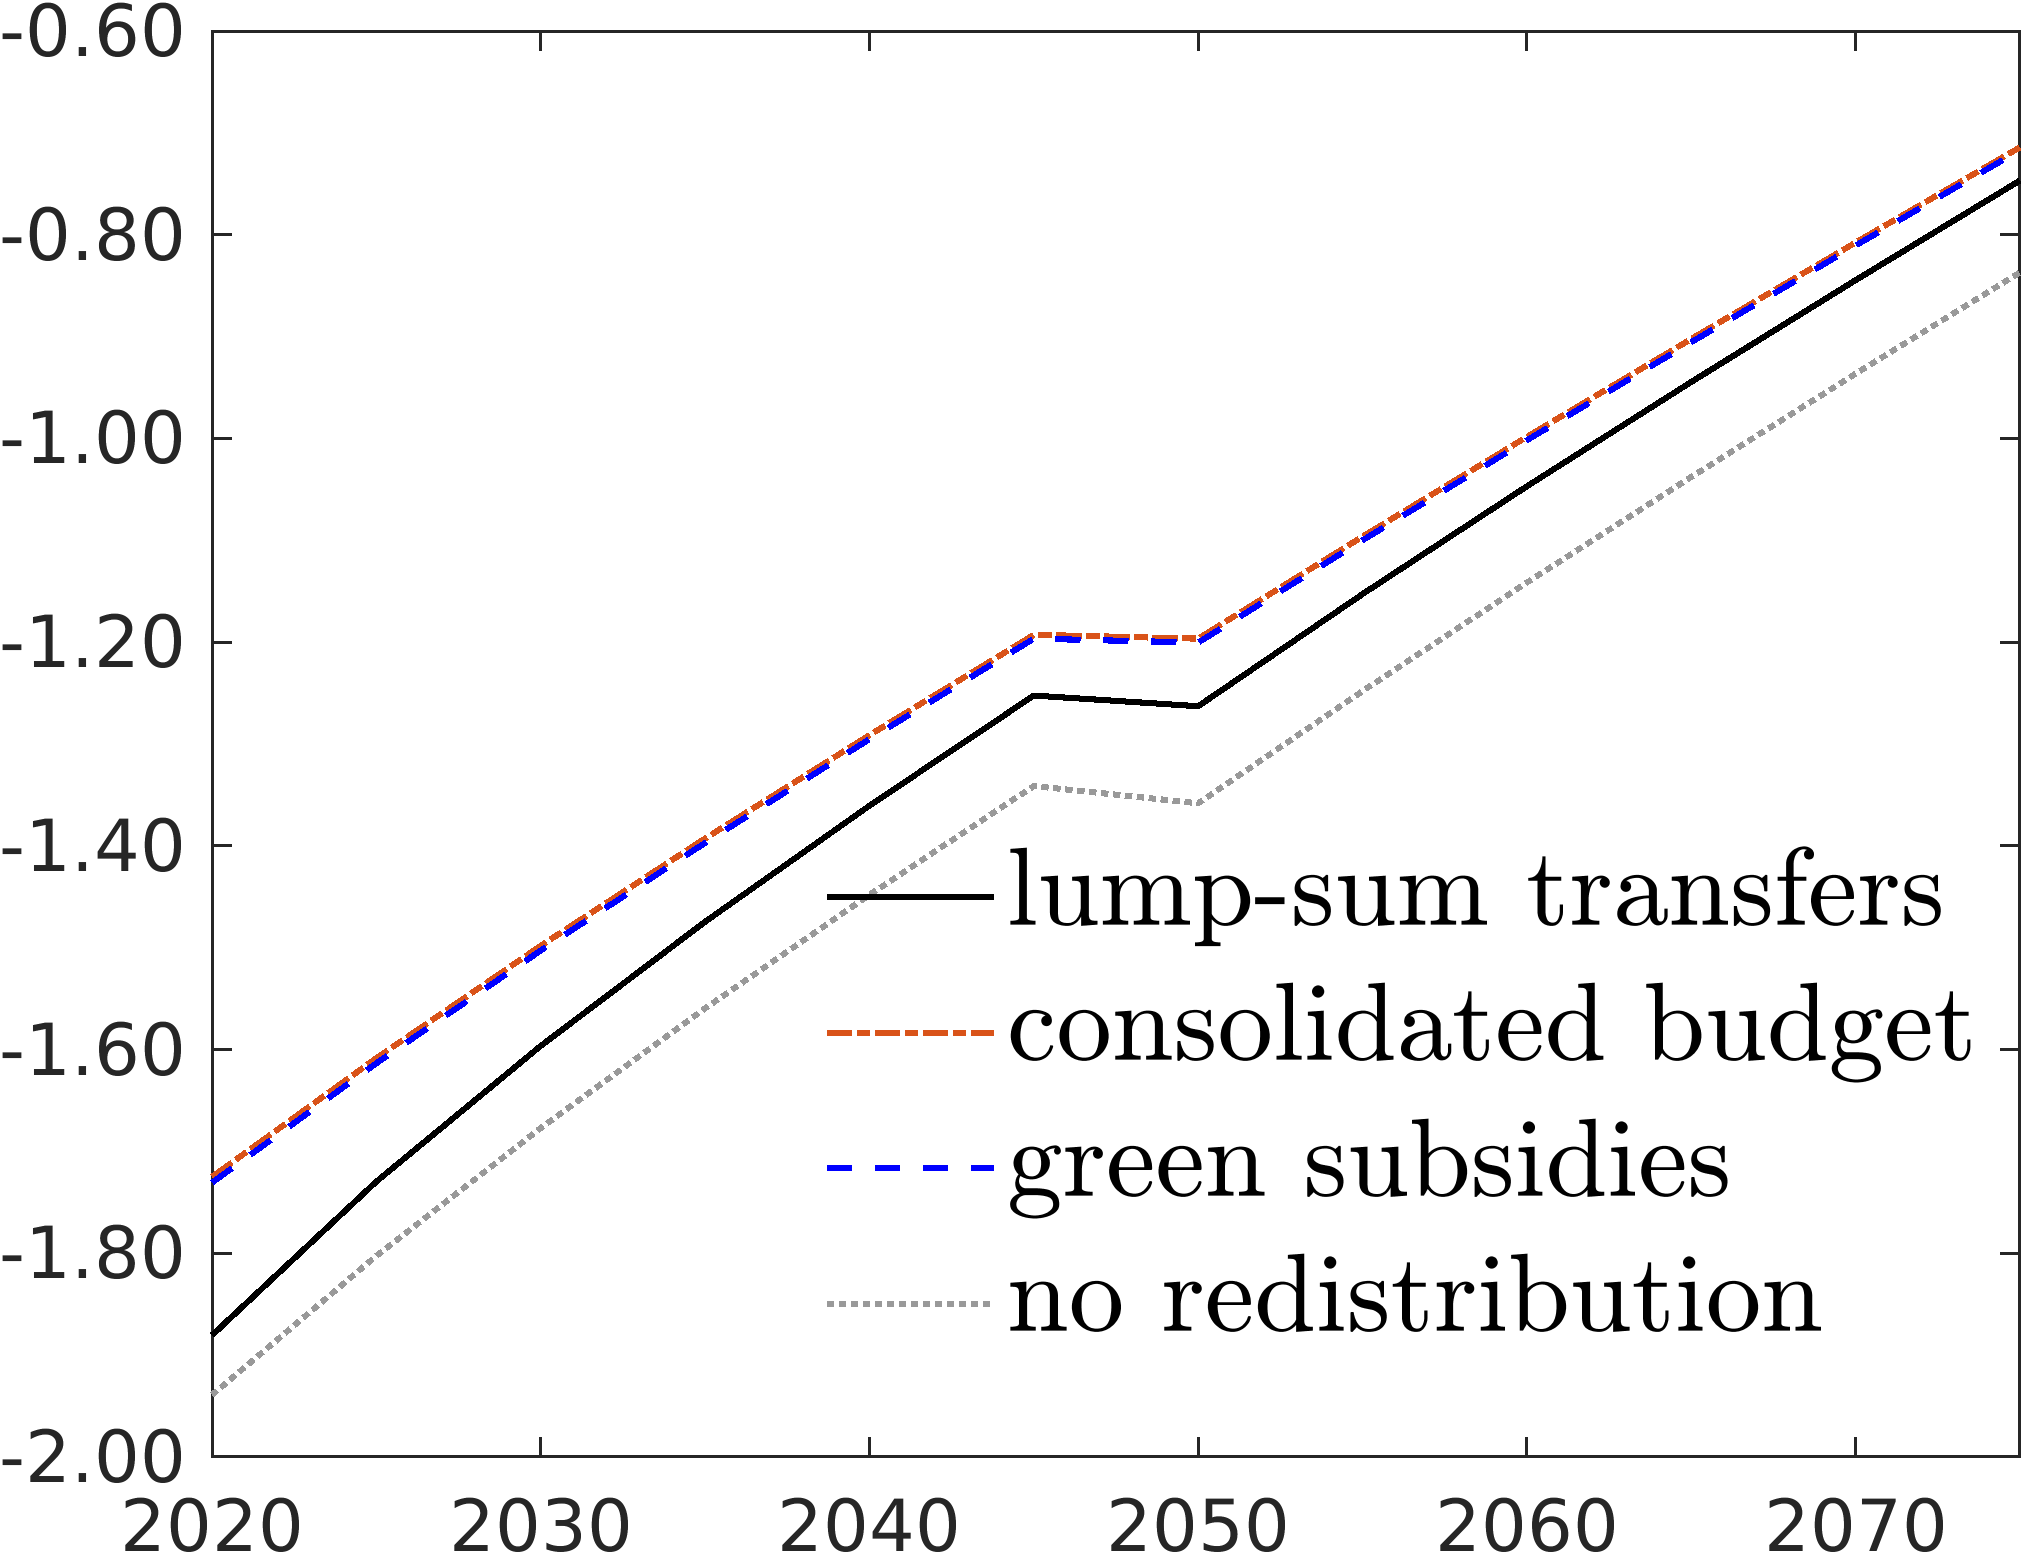 -0.60
-0.80
-1.00
-1.20
-1.40
-1.60
-1.80
-2.00
lump-sum transfers
consolidated budget
green subsidies
no redistribution
2020 2030 2040 2050 2060 2070